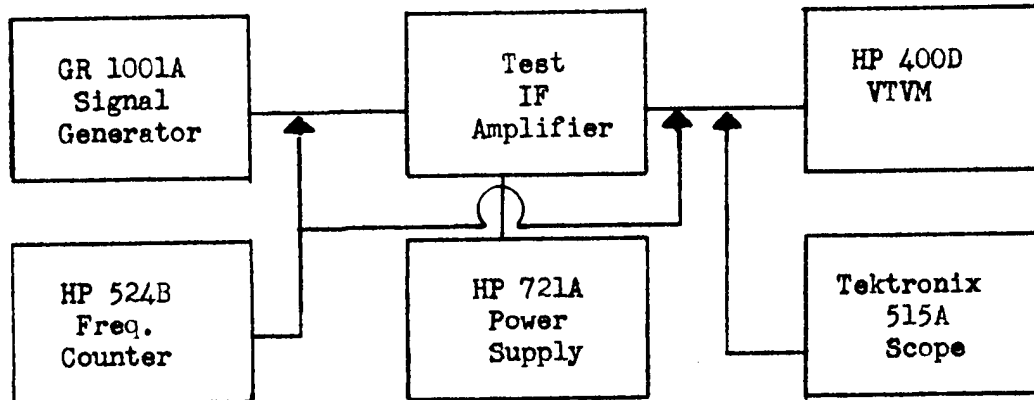 GR 1001A
Signal
Generator
Test
IF
Amplifier
HP 400D
VTVM
HP 524B
Freq.
Counter
HP 721A
Power
Supply
Tektronix
515A
Scope